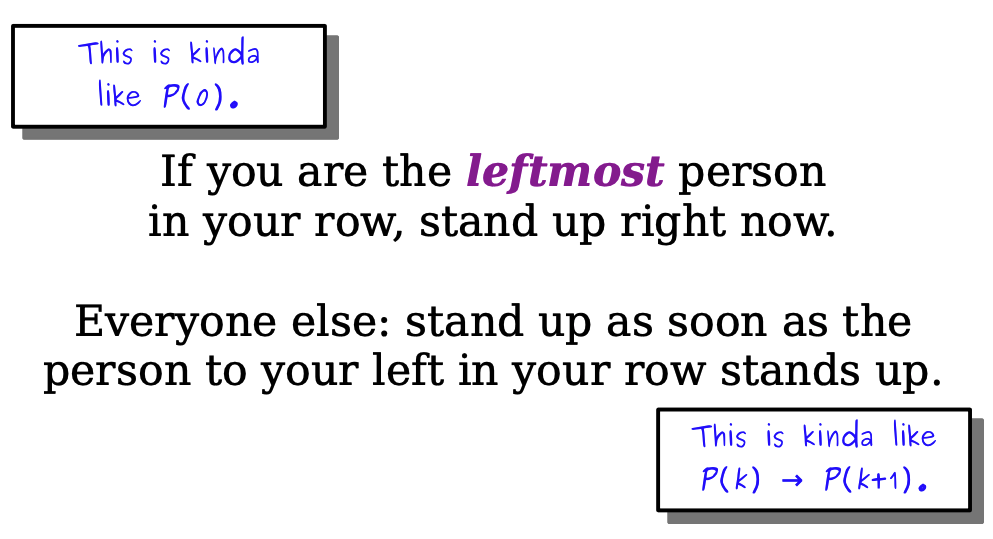 This is kinda
like P(0).
If you are the leftmost person
in your row, stand up right now.
Everyone else: stand up as soon as the
person to your left in your row stands up.
This is kinda like
P(k) → P(k+1).